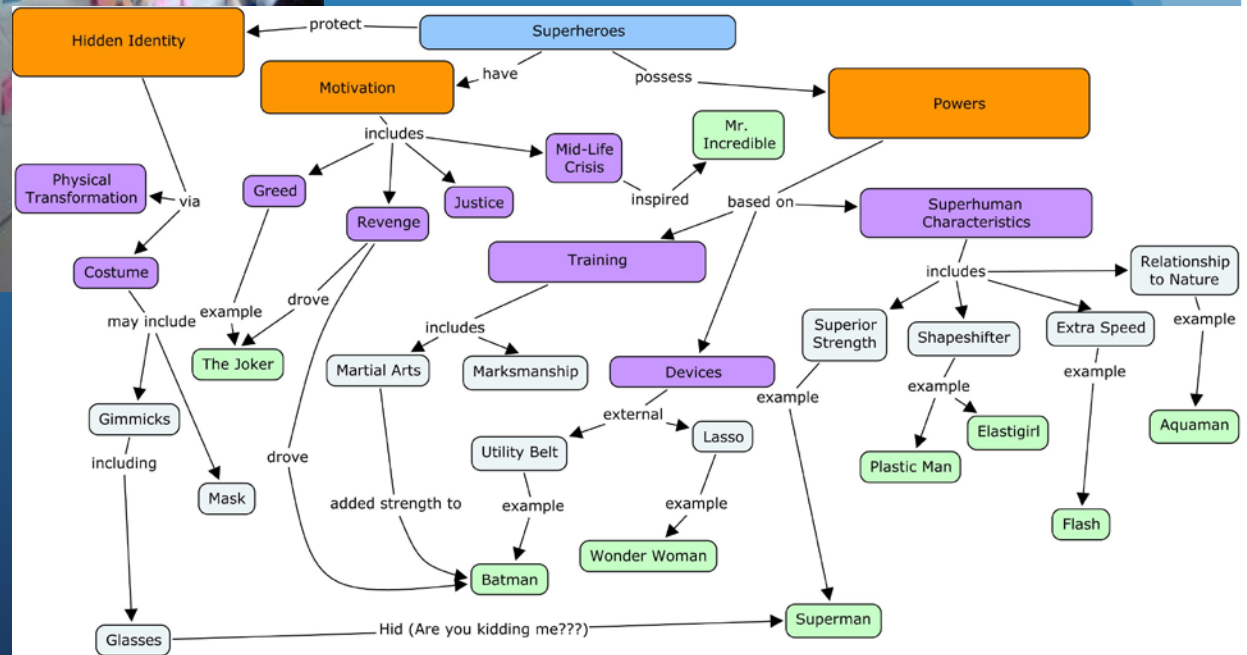 protect
Superheroes
Hidden Identity
have
possess
Motivation
Powers
includes
Mr.
Incredible
Mid-Life
Crisis
Physical
Transformation
via
Greed
Justice
inspired
based on
Superhuman
Characteristics
Revenge
Costume
Training
includes
Relationship
to Nature
may include
example
drove
includes
Superior
Strength
Shapeshifter
Extra Speed
example
The Joker
Martial Arts
Marksmanship
Devices
example
example
example
Gimmicks
external
Lasso
Elastigirl
Aquaman
including
drove
Utility Belt
Plastic Man
Mask
added strength to
example
example
Flash
Batman
Wonder Woman
Superman
Glasses
Hid (Are you kidding me???)